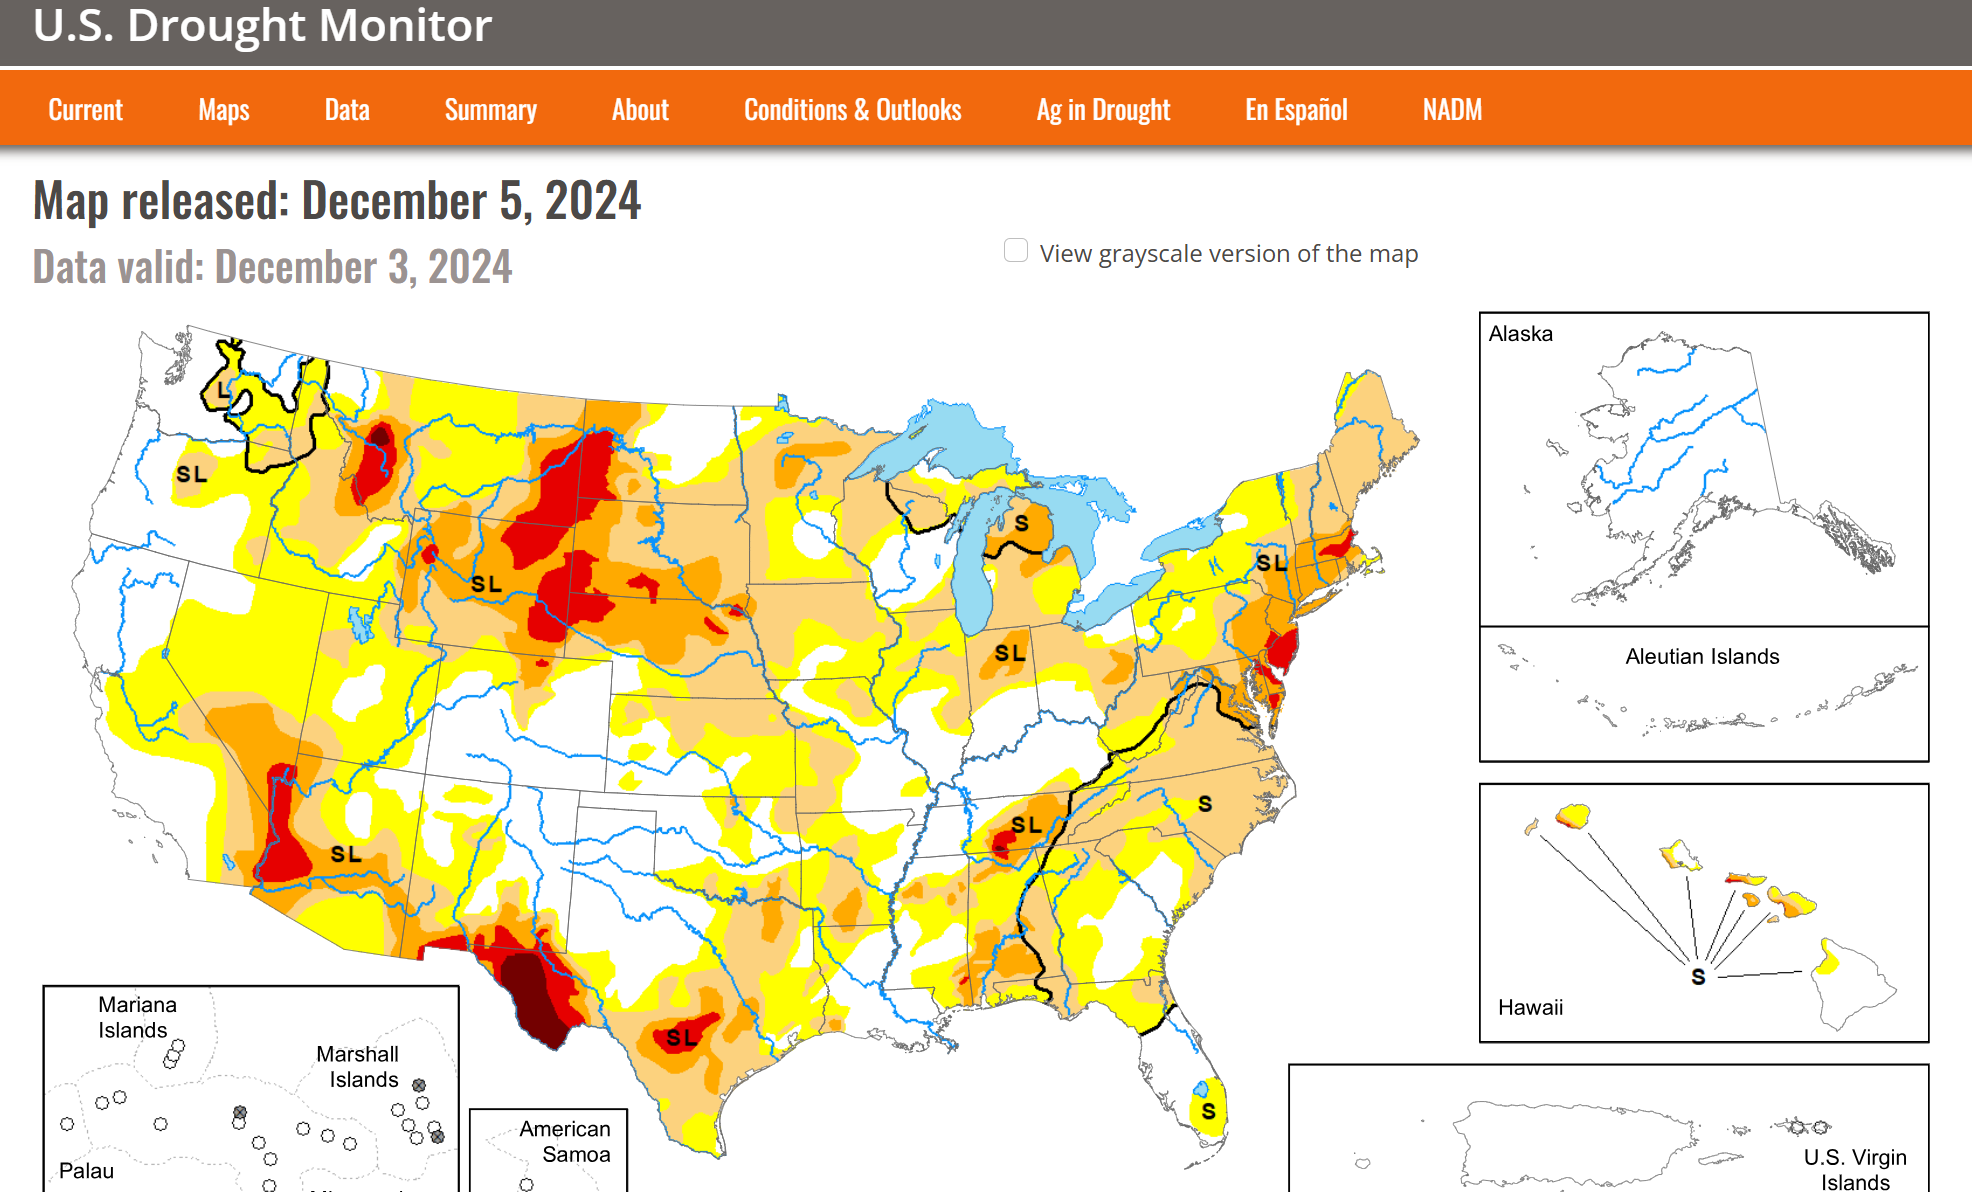 U.S. Drought Monitor
Current Maps Data Summary About Conditions & Outlooks Ag in Drought En Español NADM
Map released: December 5, 2024
Data valid: December 3, 2024
View grayscale version of the map
Alaska
L
SL
S
SL
SL
Aleutian Islands
SL
S
SL
SL
S
Hawaii
SL
S
Mariana
Islands
Marshall
Islands
Palau
American
Samoa
U.S. Virgin
Islands